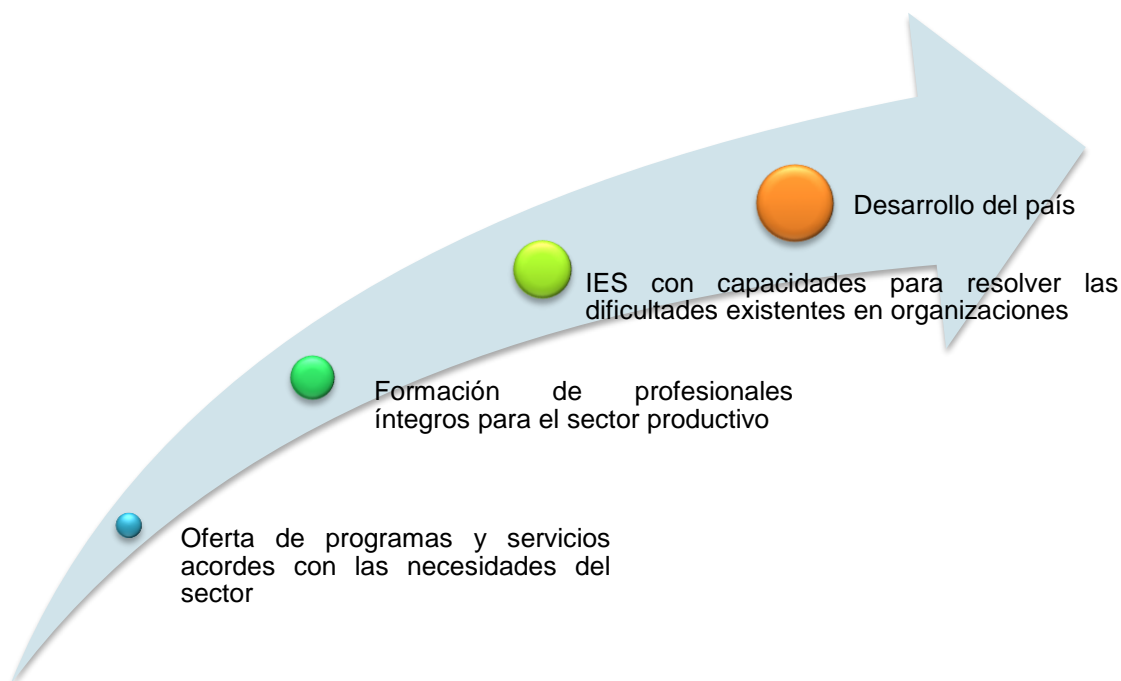 Desarrollo del país
IES con capacidades para resolver las
dificultades existentes en organizaciones
Formación de profesionales
íntegros para el sector productivo
Oferta de programas y servicios
acordes con las necesidades del
sector